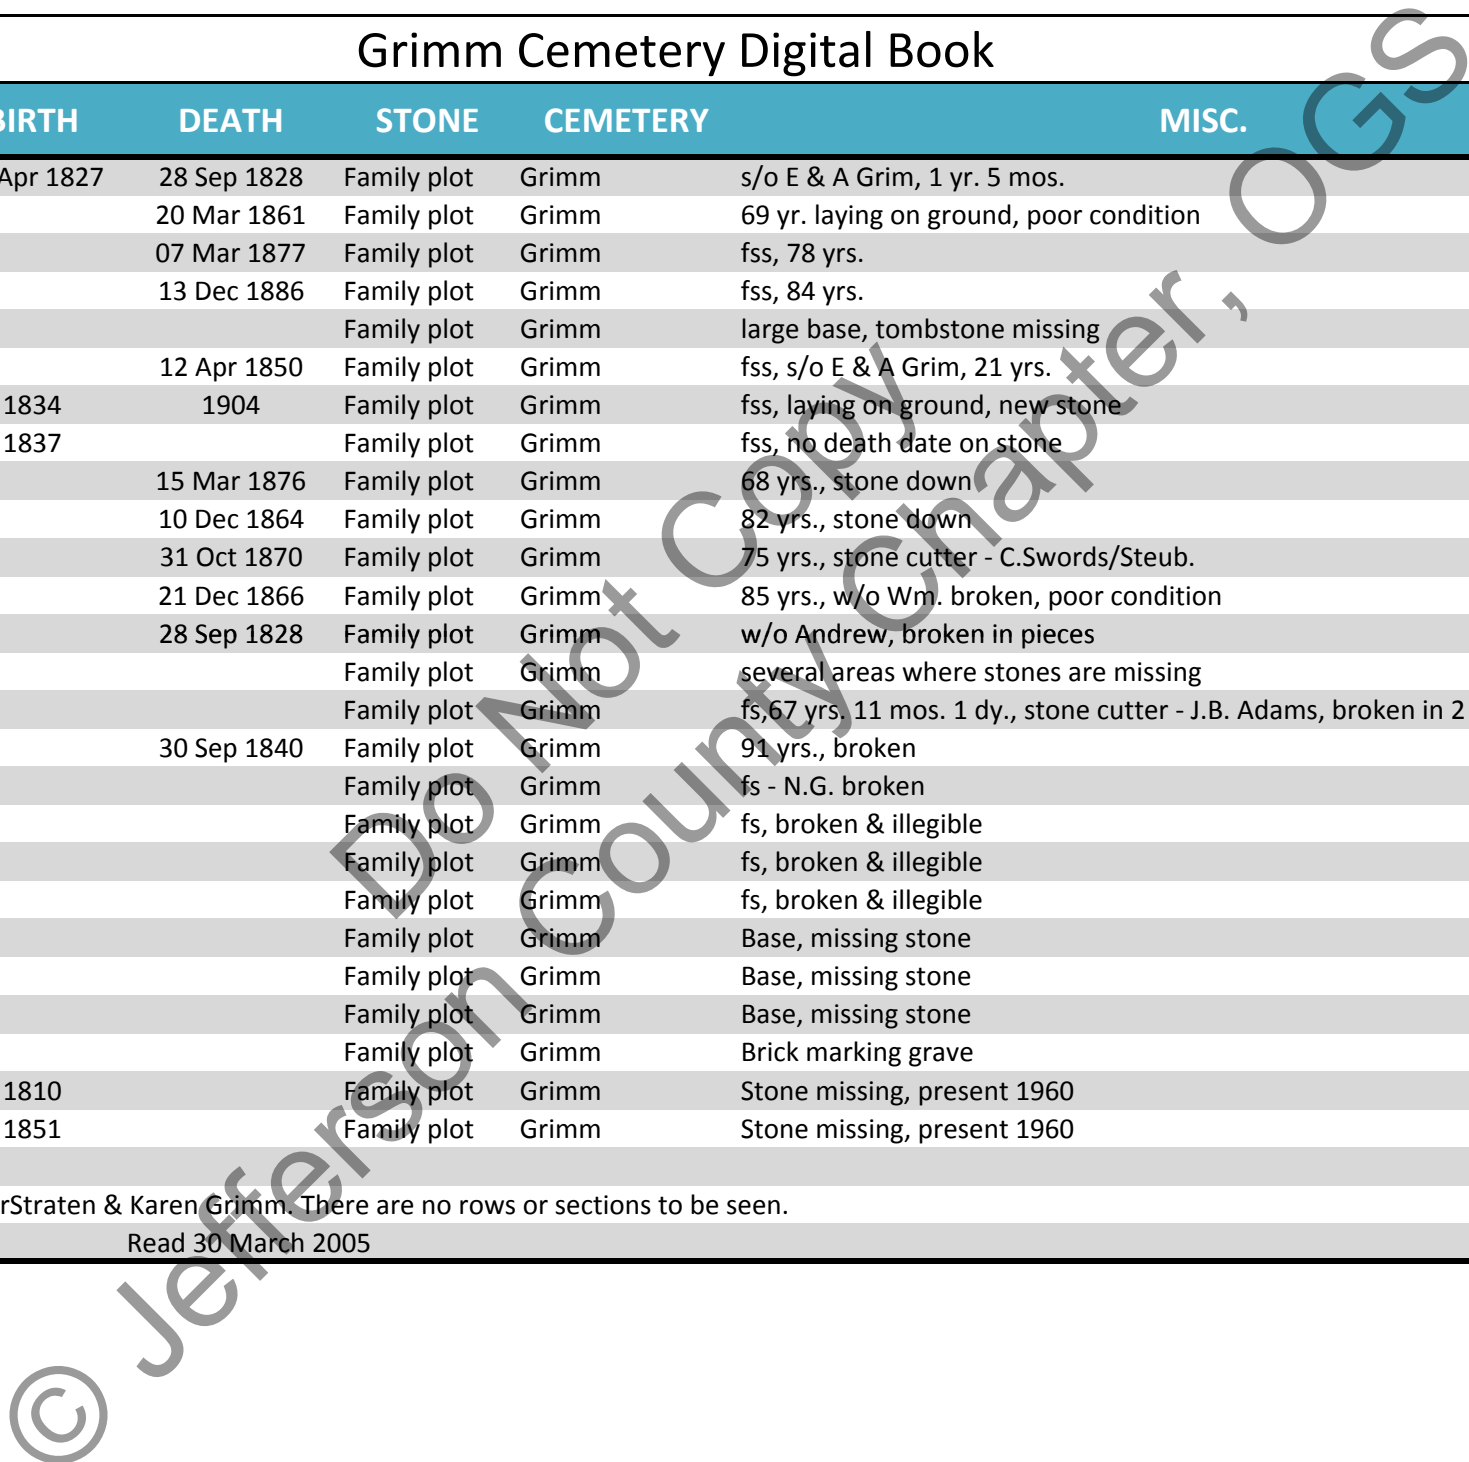 Grimm Cemetery Digital Book
BIRTH DEATH STONE CEMETERY MISC.
Apr 1827 28 Sep 1828 Family plot Grimm s/o E & A Grim, 1 yr. 5 mos.
20 Mar 1861 Family plot Grimm 69 yr. laying on ground, poor condition
07 Mar 1877 Family plot Grimm fss, 78 yrs.
13 Dec 1886 Family plot Grimm fss, 84 yrs.
Family plot Grimm large base, tombstone missing
12 Apr 1850 Family plot Grimm fss, s/o E & A Grim, 21 yrs.
1834 1904 Family plot Grimm fss, laying on ground, new stone
1837 Family plot Grimm fss, no death date on stone
15 Mar 1876 Family plot Grimm 68 yrs., stone down
10 Dec 1864 Family plot Grimm 82 yrs., stone down
31 Oct 1870 Family plot Grimm 75 yrs., stone cutter - C.Swords/Steub.
21 Dec 1866 Family plot Grimm 85 yrs., w/o Wm. broken, poor condition
28 Sep 1828 Family plot Grimm w/o Andrew, broken in pieces
Family plot Grimm several areas where stones are missing
Family plot Grimm fs,67 yrs. 11 mos. 1 dy., stone cutter - J.B. Adams, broken in 2
30 Sep 1840 Family plot Grimm 91 yrs., broken
Family plot Grimm fs - N.G. broken
Family plot Grimm fs, broken & illegible
Family plot Grimm fs, broken & illegible
Family plot Grimm fs, broken & illegible
Family plot Grimm Base, missing stone
Family plot Grimm Base, missing stone
Family plot Grimm Base, missing stone
Family plot Grimm Brick marking grave
1810 Family plot Grimm Stone missing, present 1960
1851 Family plot Grimm Stone missing, present 1960
rStraten & Karen Grimm. There are no rows or sections to be seen.
Read 30 March 2005
Do Not Copy
© Jefferson County Chapter, OGS